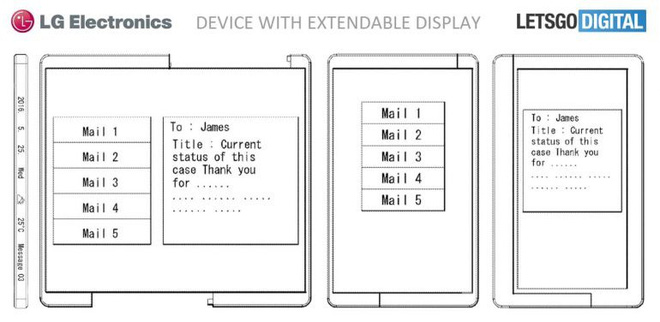 LG Electronics
DEVICE WITH EXTENDABLE DISPLAY
LETSGODIGITAL
2016. 5. 25 Wed 25°C Message 03
Mail 1
Mail 2
Mail 3
Mail 4
Mail 5
To : James
Title : Current
status of this
case Thank you
for ......
.... ...... .....
...... .....
Mail 1
Mail 2
Mail 3
Mail 4
Mail 5
To : James
Title : Current
status of this
case Thank you
for ......
.... ...... .....
...... .....